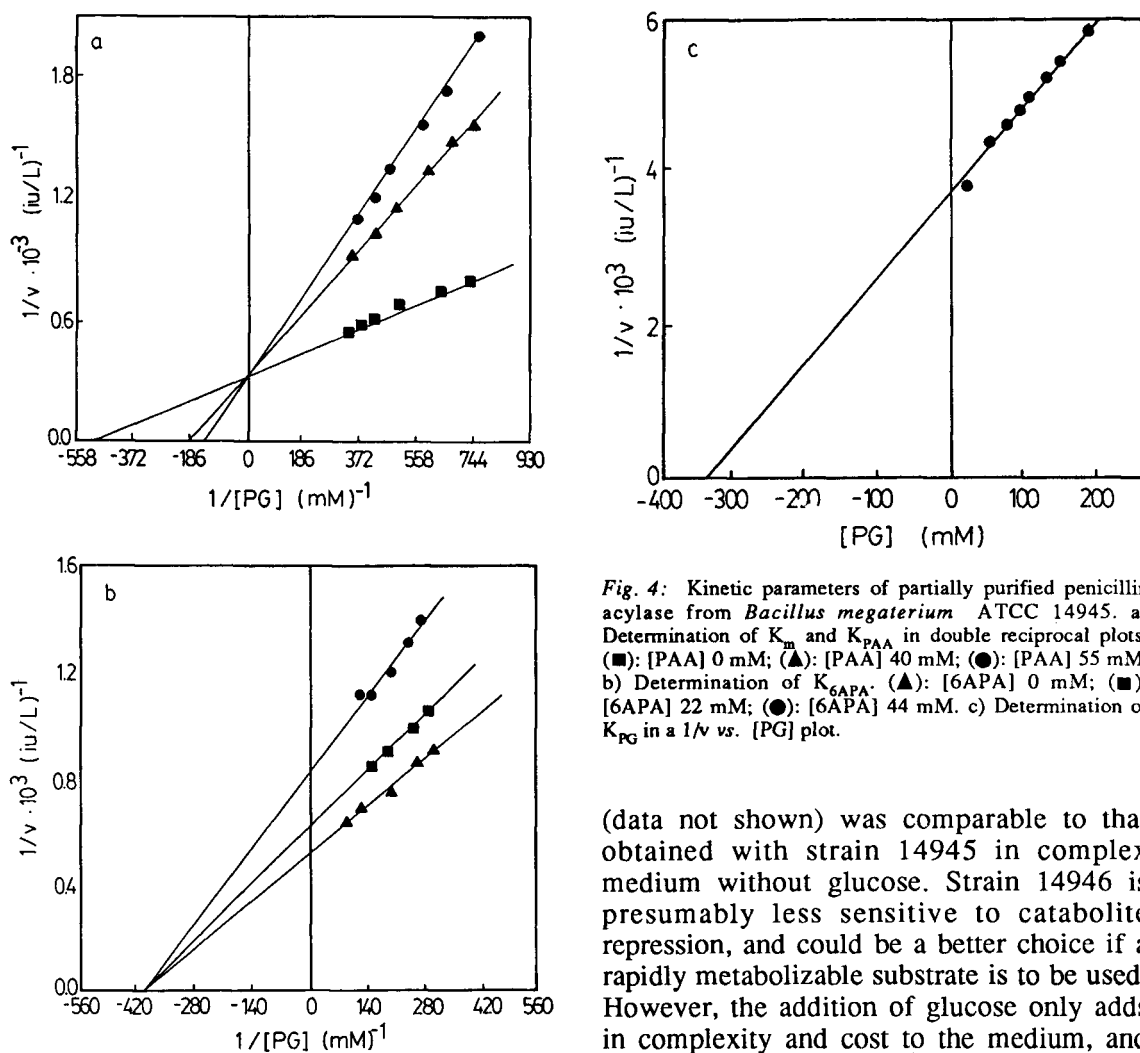 a
1.8
1.2
0.6
0.0
1/v · 10⁻³ (iu/L)⁻¹
-558 -372 -186 0 186 372 558 744 930
1/[PG] (mM)⁻¹
b
1.6
1.2
0.8
0.4
0.0
1/v · 10³ (iu/L)⁻¹
-560 -420 -280 0 140 280 420 560
1/[PG] (mM)⁻¹
c
6
4
2
0
1/v · 10³ (iu/L)⁻¹
-400 -300 -200 -100 0 100 200
[PG] (mM)
Fig. 4: Kinetic parameters of partially purified penicillin
acylase from Bacillus megaterium ATCC 14945. a)
Determination of Kₘ and K_PAA in double reciprocal plots.
(■): [PAA] 0 mM; (▲): [PAA] 40 mM; (●): [PAA] 55 mM.
b) Determination of K_6APA. (▲): [6APA] 0 mM; (■):
[6APA] 22 mM; (●): [6APA] 44 mM. c) Determination of
K_PG in a 1/v vs. [PG] plot.
(data not shown) was comparable to that
obtained with strain 14945 in complex
medium without glucose. Strain 14946 is
presumably less sensitive to catabolite
repression, and could be a better choice if a
rapidly metabolizable substrate is to be used.
However, the addition of glucose only adds
in complexity and cost to the medium, and